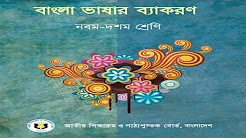 বাংলা ভাষার ব্যাকরণ
নবম-দশম শ্রেণি
জাতীয় শিক্ষাক্রম ও পাঠ্যপুস্তক বোর্ড, বাংলাদেশ